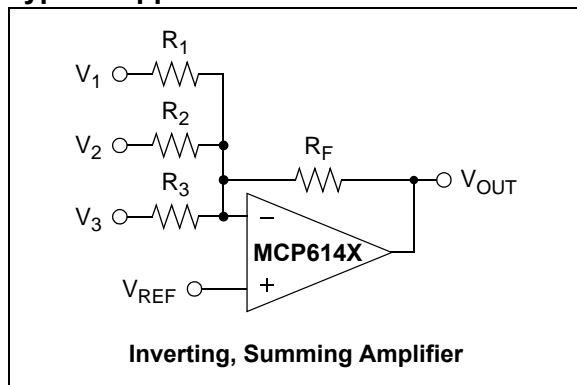 R1
V1
R2
V2
RF
VOUT
R3
V3
−
MCP614X
VREF
+
Inverting, Summing Amplifier